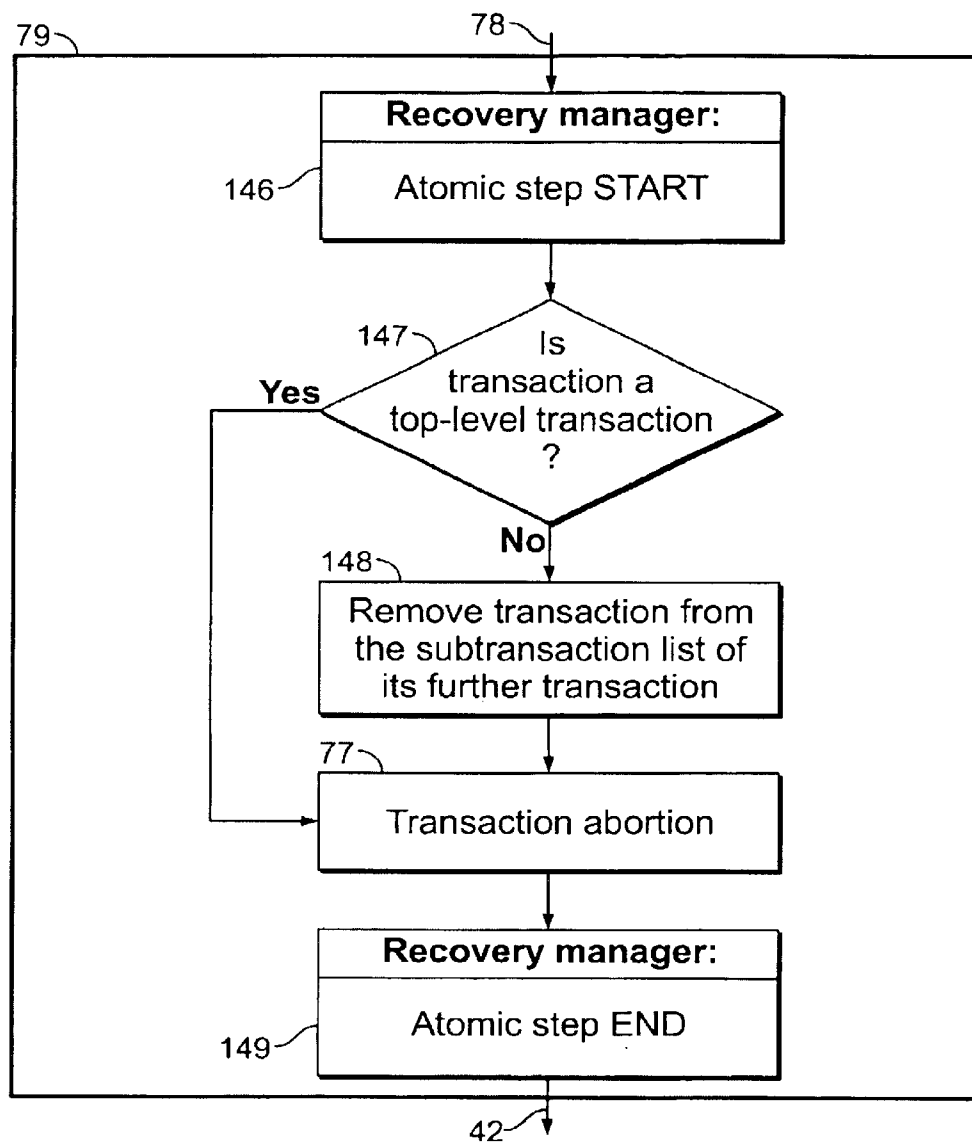 79
78
Recovery manager:
146
Atomic step START
147
Is
transaction a
top-level transaction
?
Yes
No
148
Remove transaction from
the subtransaction list of
its further transaction
77
Transaction abortion
Recovery manager:
149
Atomic step END
42